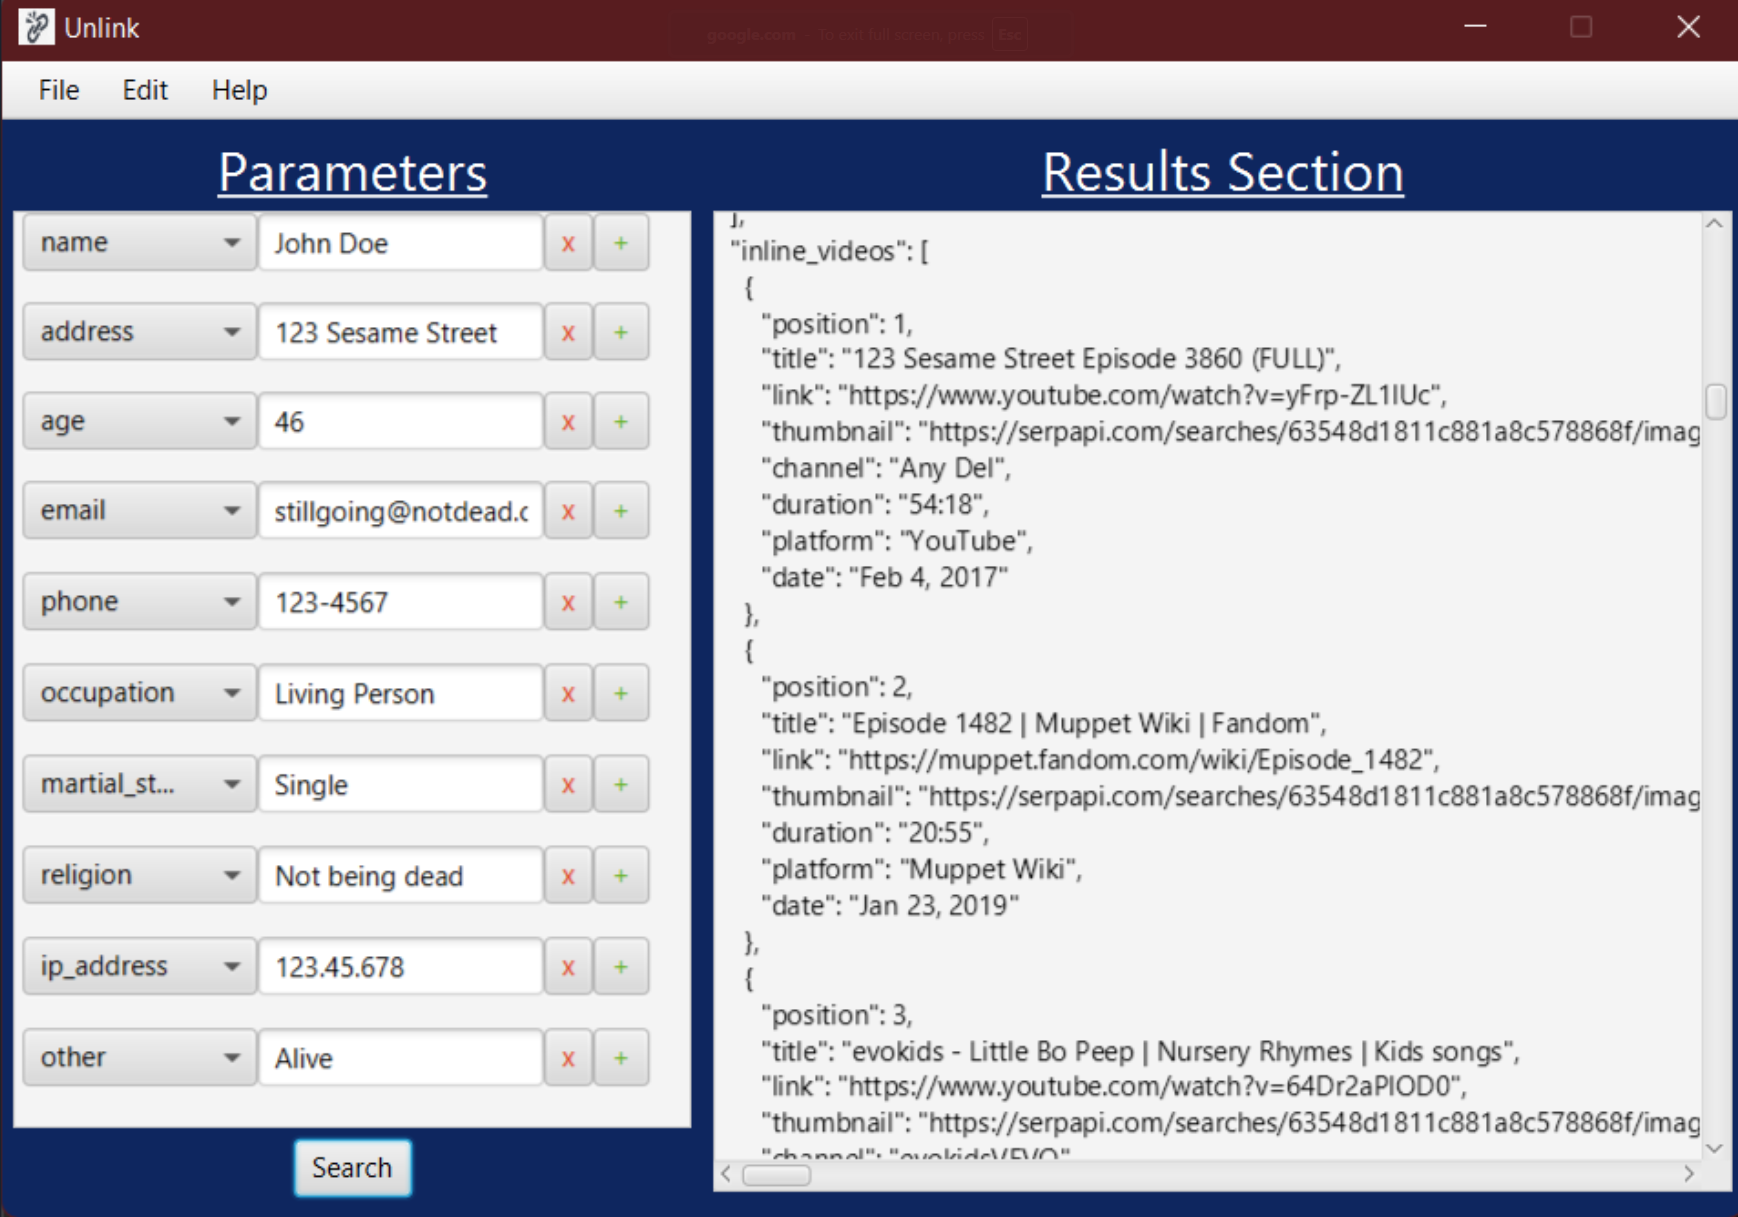 Unlink
google.com - To exit full screen, press Esc
File Edit Help
Parameters
name John Doe x +
address 123 Sesame Street x +
age 46 x +
email stillgoing@notdead.c x +
phone 123-4567 x +
occupation Living Person x +
martial_st... Single x +
religion Not being dead x +
ip_address 123.45.678 x +
other Alive x +
Search
Results Section
],
"inline_videos": [
{
"position": 1,
"title": "123 Sesame Street Episode 3860 (FULL)",
"link": "https://www.youtube.com/watch?v=yFrp-ZL1IUc",
"thumbnail": "https://serpapi.com/searches/63548d1811c881a8c578868f/imag
"channel": "Any Del",
"duration": "54:18",
"platform": "YouTube",
"date": "Feb 4, 2017"
},
{
"position": 2,
"title": "Episode 1482 | Muppet Wiki | Fandom",
"link": "https://muppet.fandom.com/wiki/Episode_1482",
"thumbnail": "https://serpapi.com/searches/63548d1811c881a8c578868f/imag
"duration": "20:55",
"platform": "Muppet Wiki",
"date": "Jan 23, 2019"
},
{
"position": 3,
"title": "evokids - Little Bo Peep | Nursery Rhymes | Kids songs",
"link": "https://www.youtube.com/watch?v=64Dr2aPlOD0",
"thumbnail": "https://serpapi.com/searches/63548d1811c881a8c578868f/imag
"channel": "evokidsVEVO"